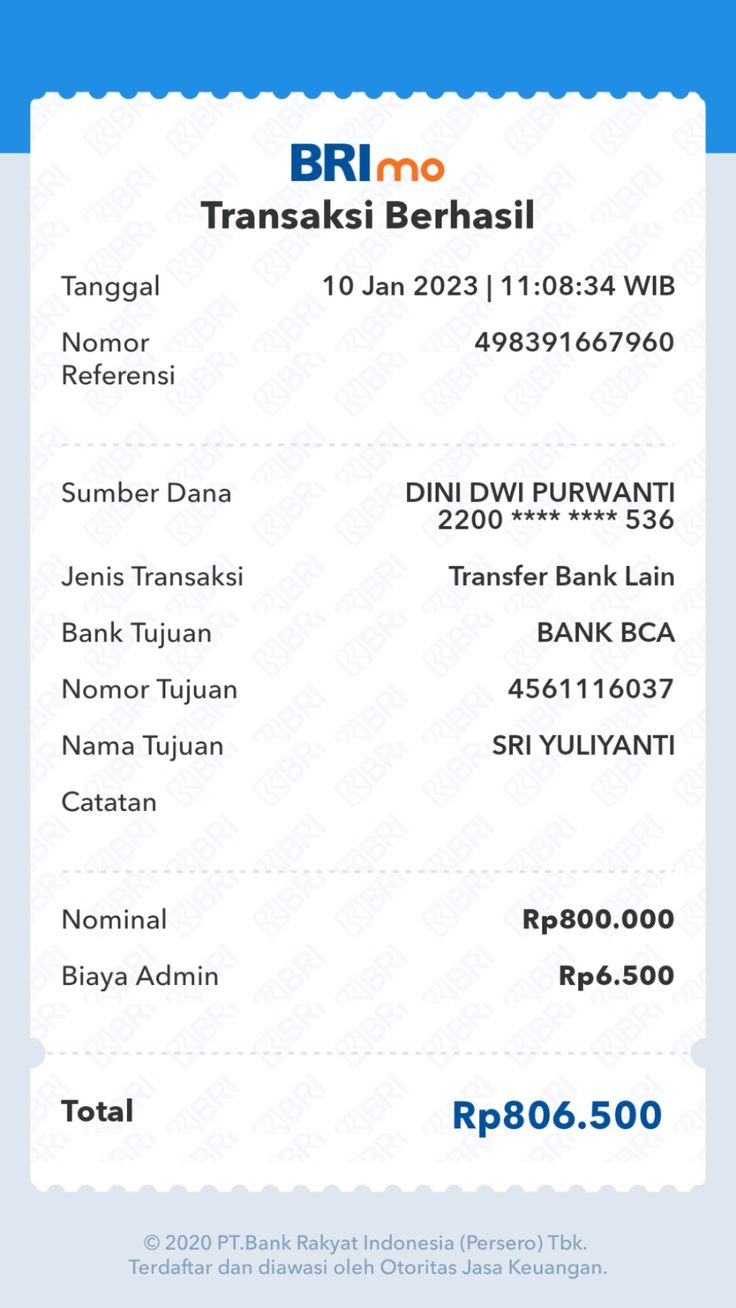 BRImo
Transaksi Berhasil
Tanggal 10 Jan 2023 | 11:08:34 WIB
Nomor Referensi 498391667960
Sumber Dana DINI DWI PURWANTI
2200 **** **** 536
Jenis Transaksi Transfer Bank Lain
Bank Tujuan BANK BCA
Nomor Tujuan 4561116037
Nama Tujuan SRI YULIYANTI
Catatan
Nominal Rp800.000
Biaya Admin Rp6.500
Total Rp806.500
© 2020 PT.Bank Rakyat Indonesia (Persero) Tbk.
Terdaftar dan diawasi oleh Otoritas Jasa Keuangan.